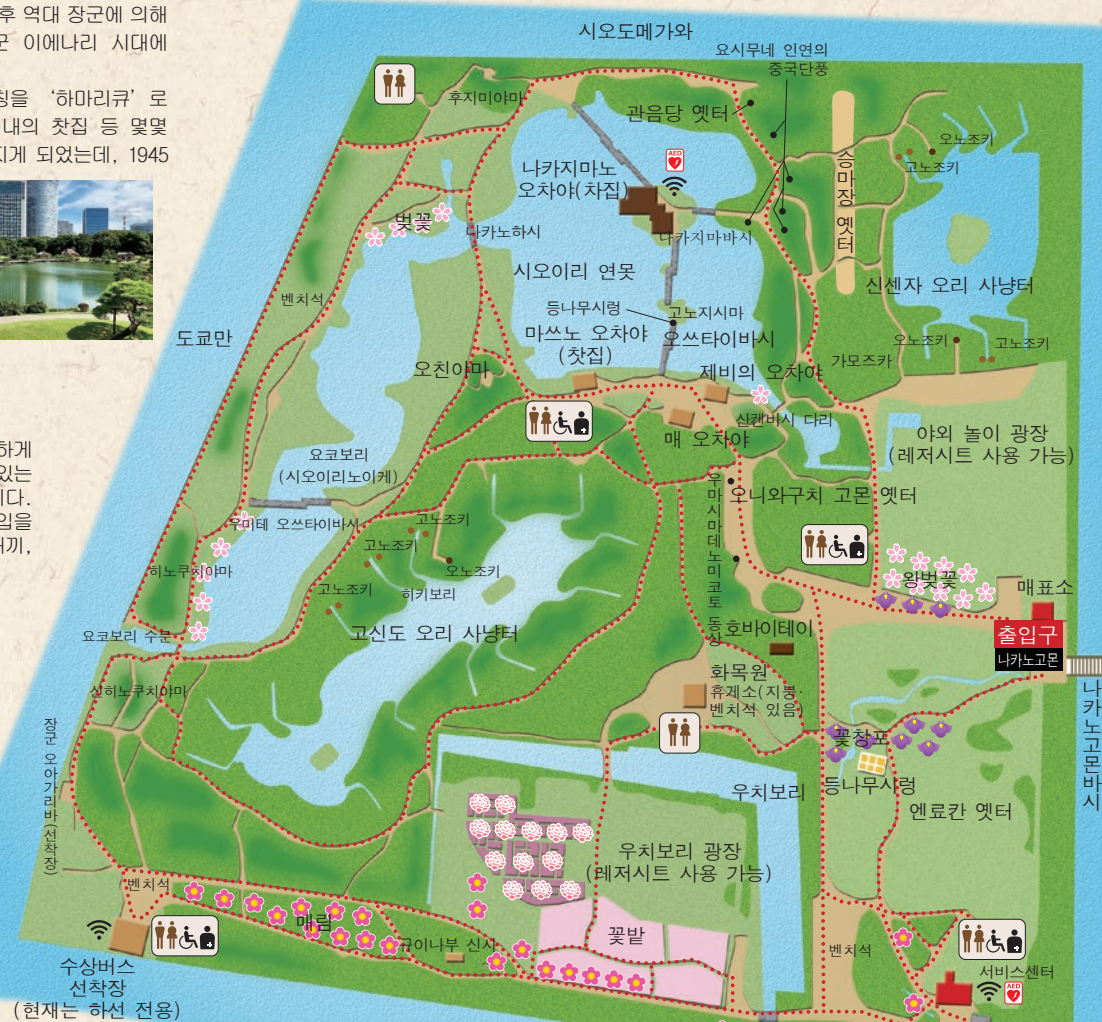 후 역대 장군에 의해
군 이에나리 시대에
칭을 ‘하마리큐’ 로
내의 찻집 등 몇몇
지게 되었는데, 1945
하게
있는
니다.
입을
새끼,
시오도메가와
요시무네 인연의
중국단풍
후지미야마
관음당 옛터
오노조키
고노조키
승마장 옛터
나카지마노
오차야(차집)
AED
벚꽃
나카노하시
나카지마바시
시오이리 연못
신센자 오리 사냥터
벤치석
등나무시렁
고노지시마
도쿄만
마쓰노 오차야
(찻집)
오쓰타이바시
오노조키
고노조키
오친야마
제비의 오차야
가모즈카
신켄바시 다리
매 오차야
야외 놀이 광장
(레저시트 사용 가능)
요코보리
(시오이리노이케)
우마시마데노미코토 동상
오니와구치 고몬 옛터
우미테 오쓰타이바시
고노조키
고노조키
오노조키
히노쿠치야마
고노조키
히키보리
왕벚꽃
매표소
요코보리 수문
고신도 오리 사냥터
호바이테이
출입구
나카노고몬
신히노쿠치야마
화목원
휴게소(지붕·
벤치석 있음)
나카노고몬바시
장군 오아가리바(선착장)
꽃창포
등나무시렁
우치보리
엔료칸 옛터
우치보리 광장
(레저시트 사용 가능)
벤치석
매림
규이나부 신사
꽃밭
벤치석
수상버스
선착장
(현재는 하선 전용)
서비스센터
AED